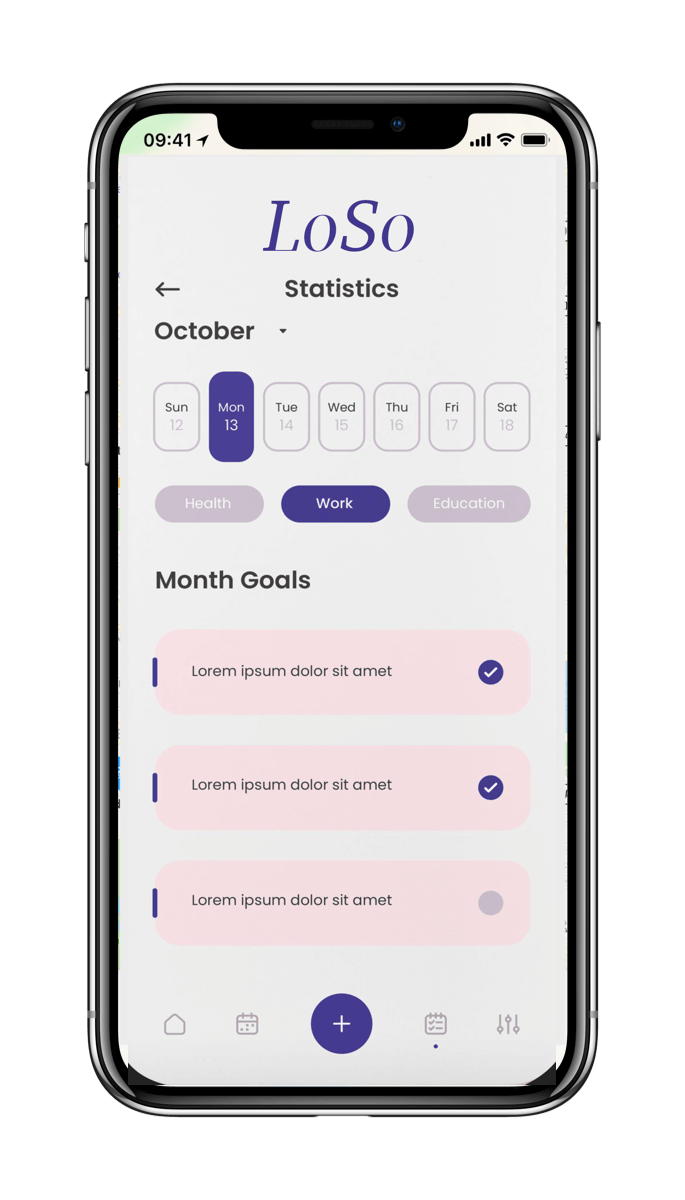 09:41
LoSo
Statistics
October
Sun Mon Tue Wed Thu Fri Sat
12 13 14 15 16 17 18
Health Work Education
Month Goals
Lorem ipsum dolor sit amet
Lorem ipsum dolor sit amet
Lorem ipsum dolor sit amet